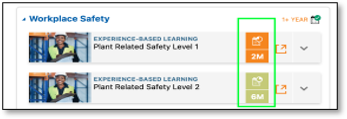 Workplace Safety
1x YEAR
EXPERIENCE-BASED LEARNING
Plant Related Safety Level 1
2M
EXPERIENCE-BASED LEARNING
Plant Related Safety Level 2
6M